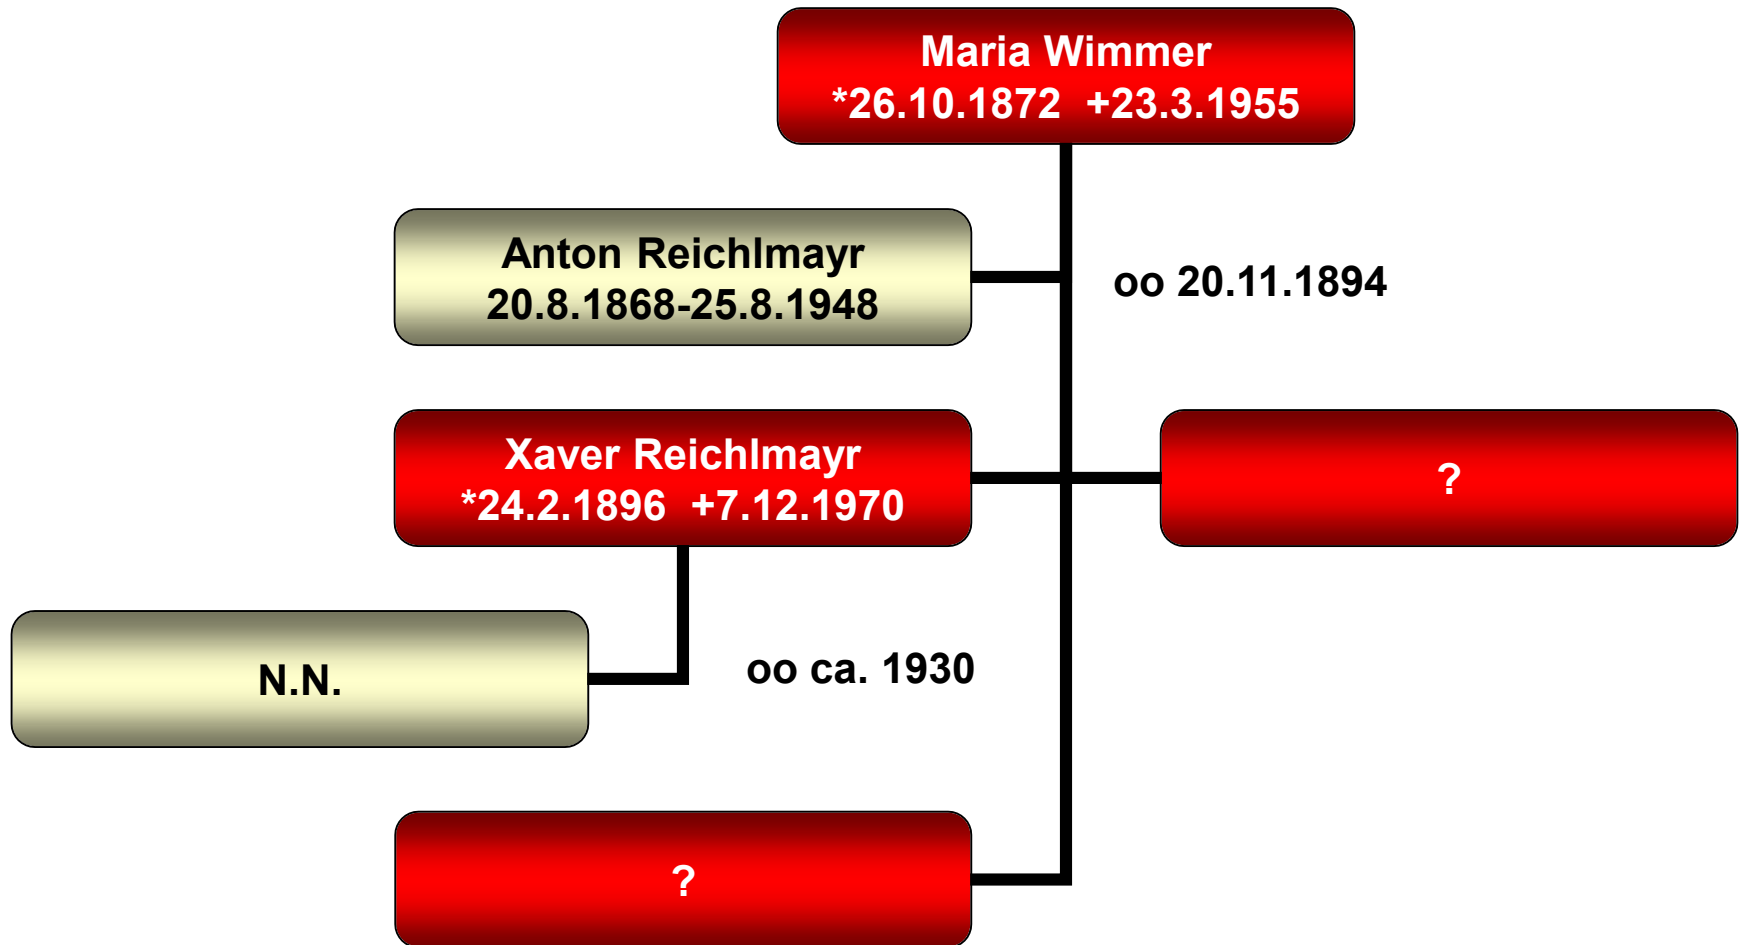 Maria Wimmer
*26.10.1872 +23.3.1955
Anton Reichlmayr
20.8.1868-25.8.1948
oo 20.11.1894
Xaver Reichlmayr
*24.2.1896 +7.12.1970
?
N.N.
oo ca. 1930
?